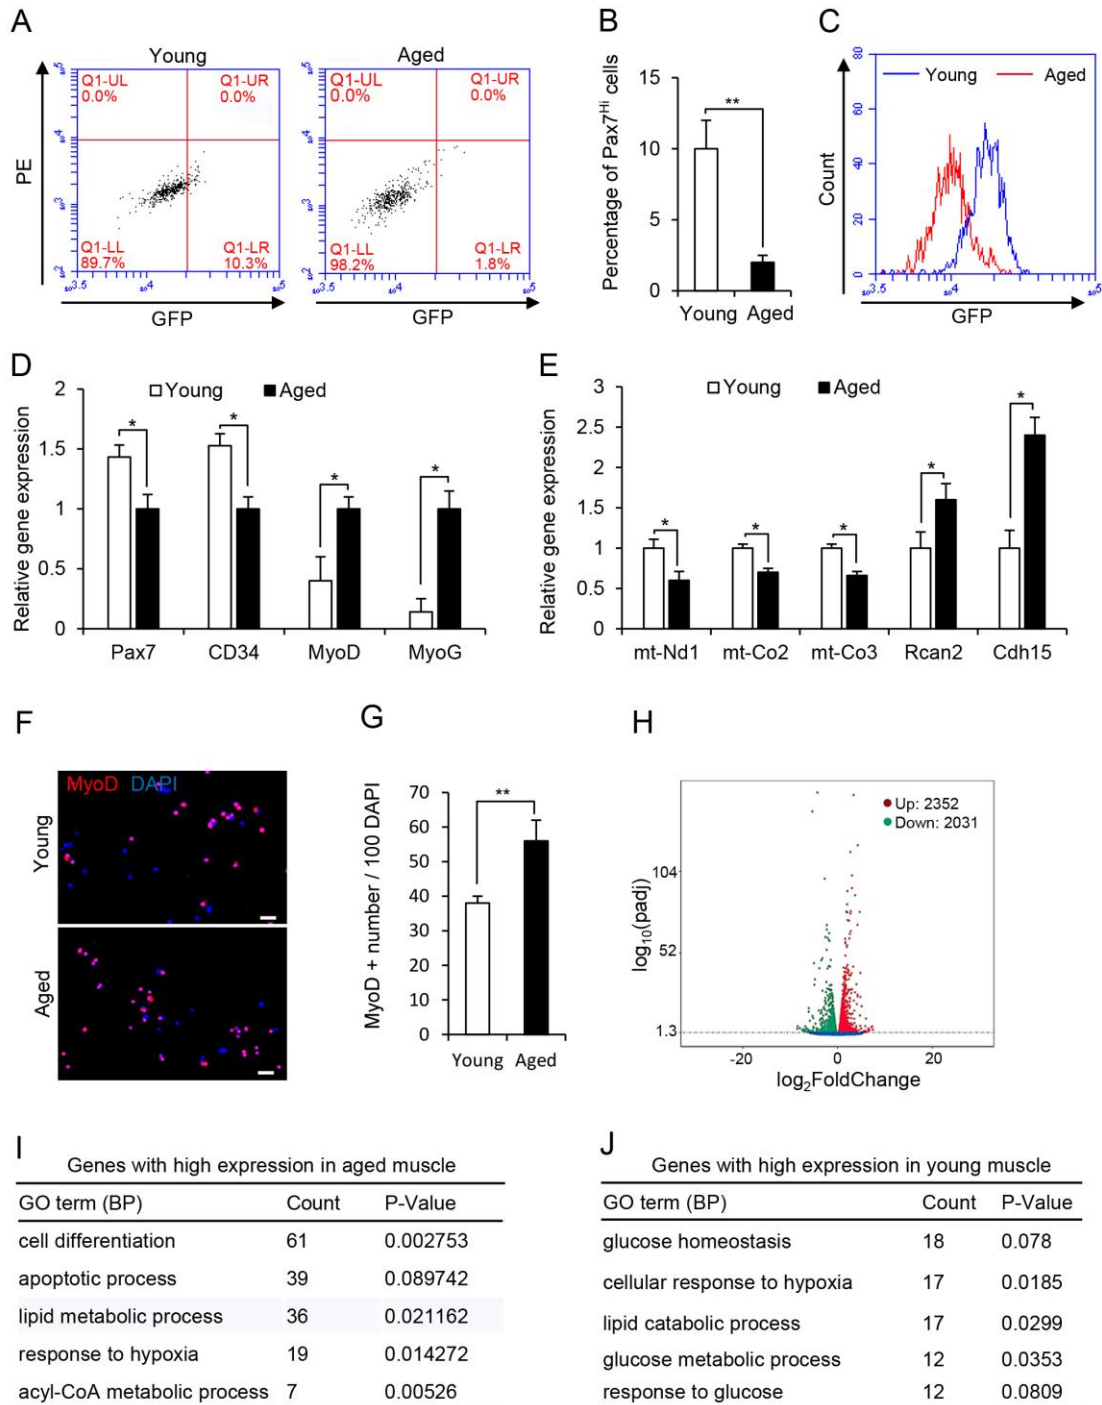 A
Young
Aged
Q1-UL
0.0%
Q1-UR
0.0%
Q1-LL
89.7%
Q1-LR
10.3%
Q1-UL
0.0%
Q1-UR
0.0%
Q1-LL
98.2%
Q1-LR
1.8%
PE
GFP
GFP
B
Percentage of Pax7Hi cells
15
10
5
0
**
Young Aged
C
Young Aged
Count
80
60
40
20
0
GFP
D
Relative gene expression
Young Aged
2
1.5
1
0.5
0
* * * *
Pax7 CD34 MyoD MyoG
E
Relative gene expression
Young Aged
3
2.5
2
1.5
1
0.5
0
* * * * *
mt-Nd1 mt-Co2 mt-Co3 Rcan2 Cdh15
F
MyoD DAPI
Young
Aged
G
MyoD + number / 100 DAPI
70
60
50
40
30
20
10
0
**
Young Aged
H
Up: 2352
Down: 2031
log10(padj)
104
52
1.3
-20 0 20
log2FoldChange
I
Genes with high expression in aged muscle
GO term (BP) Count P-Value
cell differentiation 61 0.002753
apoptotic process 39 0.089742
lipid metabolic process 36 0.021162
response to hypoxia 19 0.014272
acyl-CoA metabolic process 7 0.00526
J
Genes with high expression in young muscle
GO term (BP) Count P-Value
glucose homeostasis 18 0.078
cellular response to hypoxia 17 0.0185
lipid catabolic process 17 0.0299
glucose metabolic process 12 0.0353
response to glucose 12 0.0809